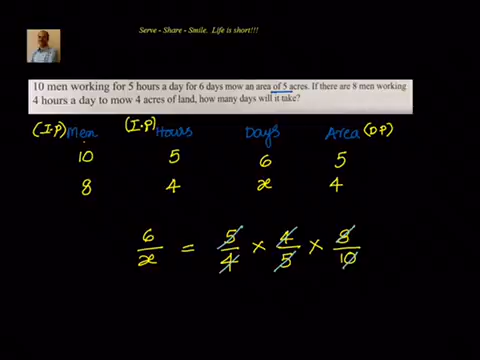 Serve - Share - Smile. Life is short!!!
10 men working for 5 hours a day for 6 days mow an area of 5 acres. If there are 8 men working
4 hours a day to mow 4 acres of land, how many days will it take?
(I.P) Men (I.P) Hours Days Area (D.P)
10 5 6 5
8 4 x 4
6/x = 5/4 × 4/5 × 8/10